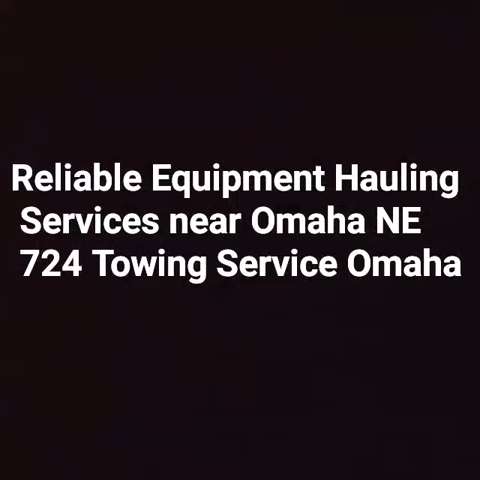 Reliable Equipment Hauling
Services near Omaha NE
724 Towing Service Omaha